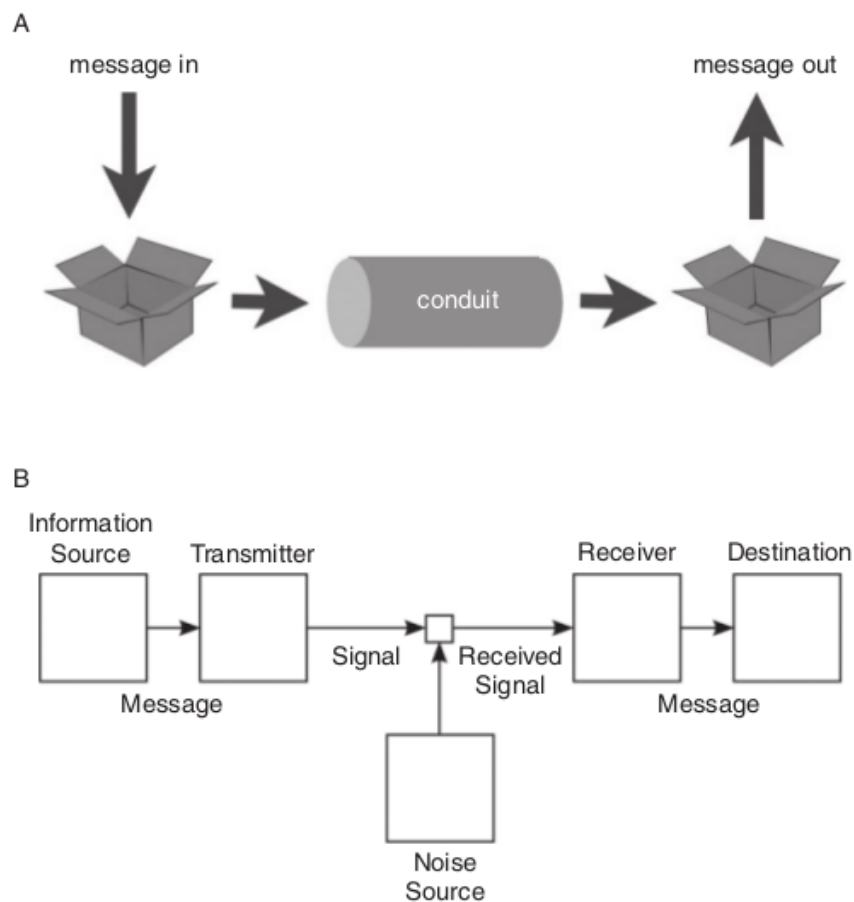 A
message in
message out
conduit
B
Information
Source
Transmitter
Receiver
Destination
Signal
Received
Signal
Message
Message
Noise
Source